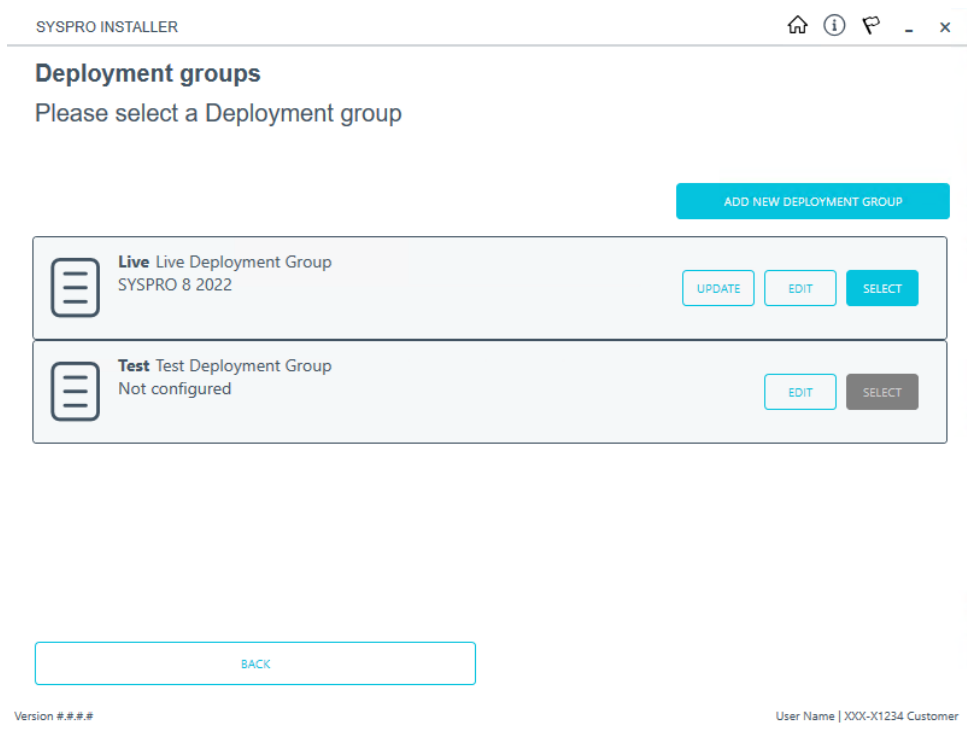 SYSPRO INSTALLER
Deployment groups
Please select a Deployment group
ADD NEW DEPLOYMENT GROUP
Live Live Deployment Group
SYSPRO 8 2022
UPDATE EDIT SELECT
Test Test Deployment Group
Not configured
EDIT SELECT
BACK
Version #.#.#.# User Name | XXX-X1234 Customer